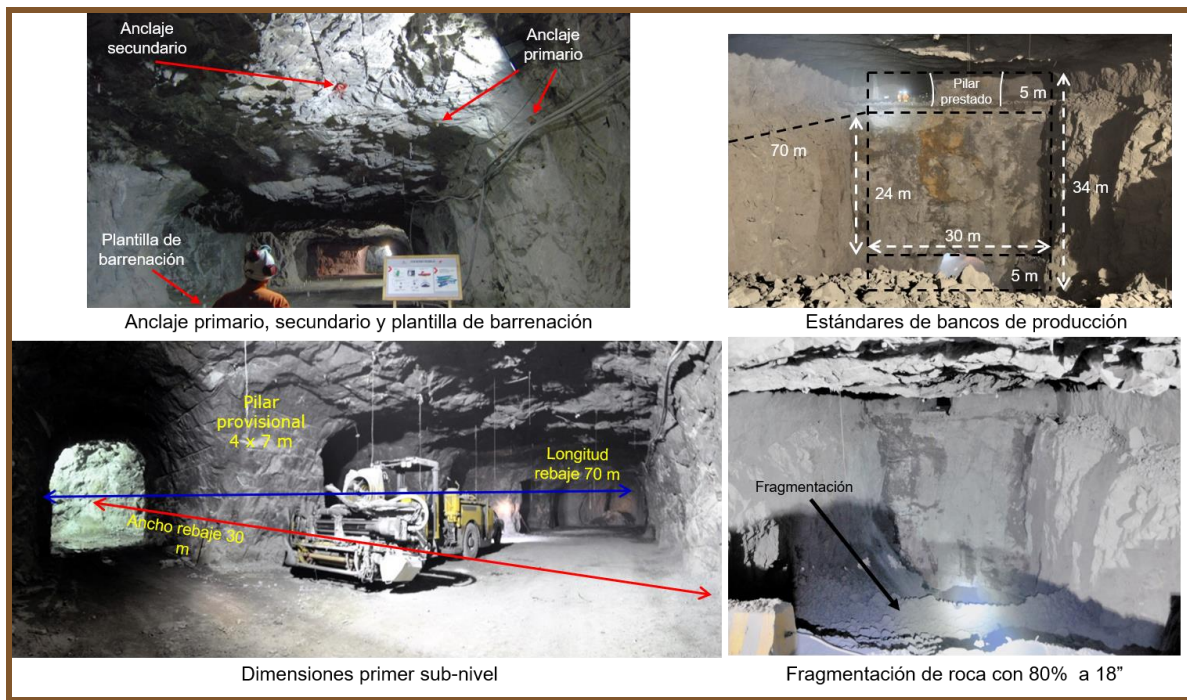 Anclaje
secundario
Anclaje
primario
Plantilla de
barrenación
Anclaje primario, secundario y plantilla de barrenación
Pilar
prestado
5 m
70 m
24 m
34 m
30 m
5 m
Estándares de bancos de producción
Pilar
provisional
4 x 7 m
Longitud
rebaje 70 m
Ancho rebaje 30
m
Dimensiones primer sub-nivel
Fragmentación
Fragmentación de roca con 80% a 18”